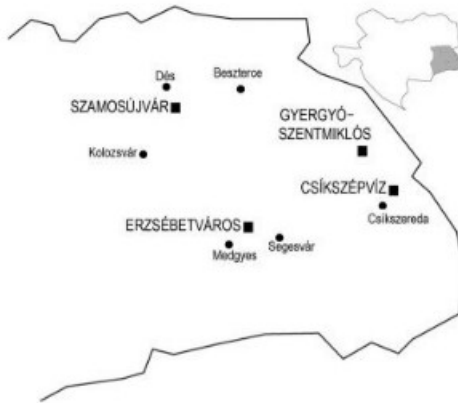 Dés
Beszterce
SZAMOSÚJVÁR
GYERGYÓ-
SZENTMIKLÓS
Kolozsvár
CSÍKSZÉPVÍZ
Csíkszereda
ERZSÉBETVÁROS
Segesvár
Medgyes